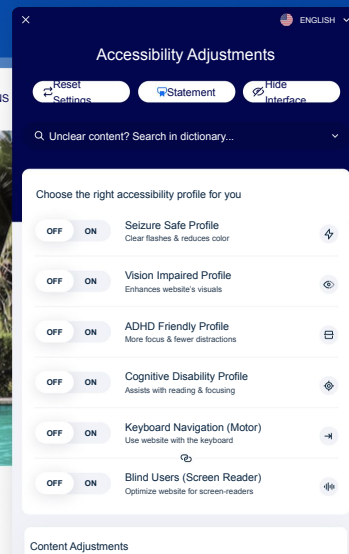 ENGLISH
Accessibility Adjustments
Reset Settings
Statement
Hide Interface
Unclear content? Search in dictionary...
Choose the right accessibility profile for you
OFF ON
Seizure Safe Profile
Clear flashes & reduces color
OFF ON
Vision Impaired Profile
Enhances website's visuals
OFF ON
ADHD Friendly Profile
More focus & fewer distractions
OFF ON
Cognitive Disability Profile
Assists with reading & focusing
OFF ON
Keyboard Navigation (Motor)
Use website with the keyboard
OFF ON
Blind Users (Screen Reader)
Optimize website for screen-readers
Content Adjustments